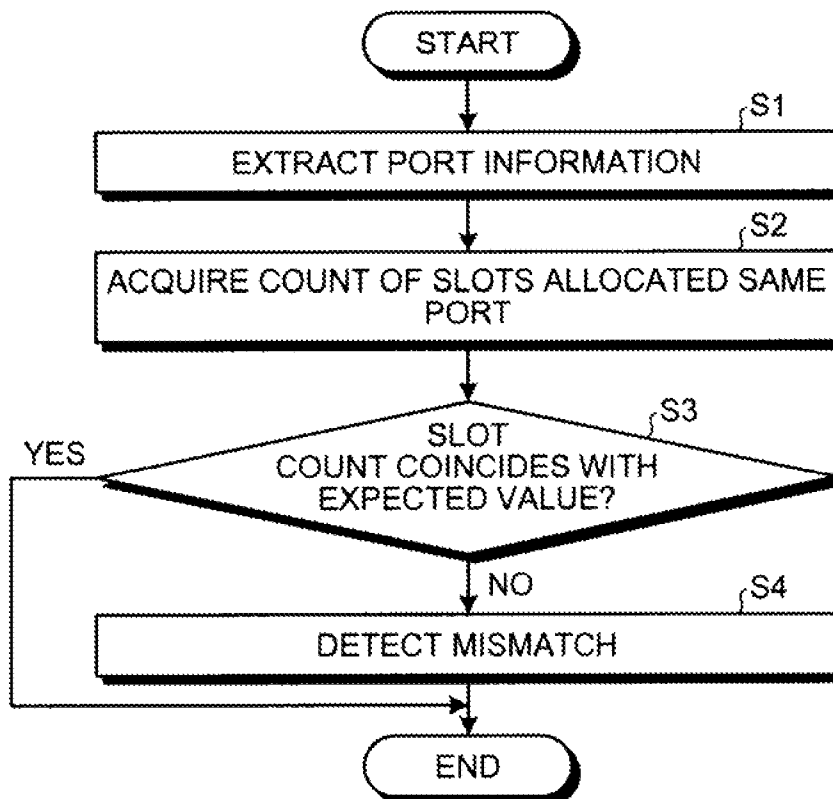 START
S1
EXTRACT PORT INFORMATION
S2
ACQUIRE COUNT OF SLOTS ALLOCATED SAME
PORT
S3
YES
SLOT
COUNT COINCIDES WITH
EXPECTED VALUE?
NO
S4
DETECT MISMATCH
END